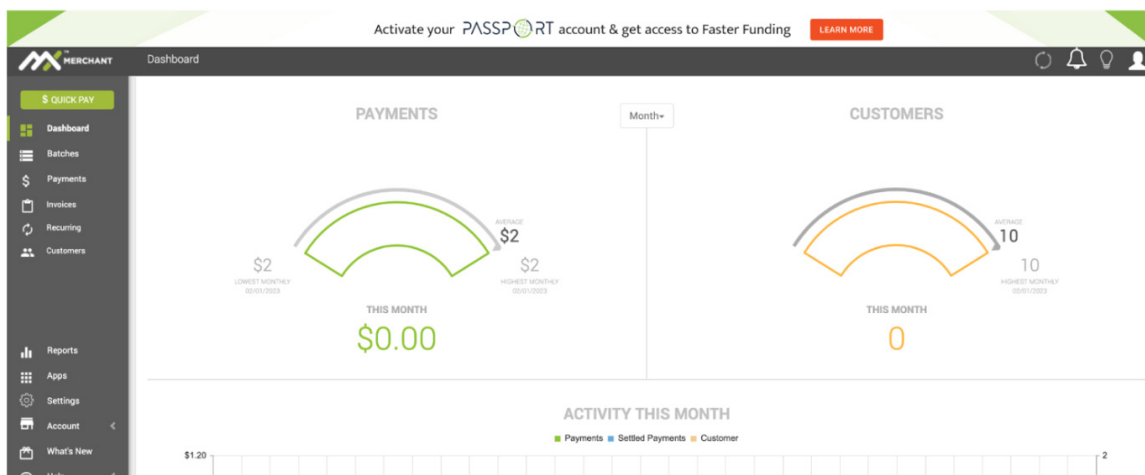 Activate your PASSPORT account & get access to Faster Funding
LEARN MORE
MX™ MERCHANT
Dashboard
$ QUICK PAY
Dashboard
Batches
Payments
Invoices
Recurring
Customers
Reports
Apps
Settings
Account
What's New
PAYMENTS
Month
AVERAGE
$2
$2
LOWEST MONTHLY
02/01/2023
$2
HIGHEST MONTHLY
02/01/2023
THIS MONTH
$0.00
CUSTOMERS
AVERAGE
10
10
HIGHEST MONTHLY
02/01/2023
THIS MONTH
0
ACTIVITY THIS MONTH
Payments Settled Payments Customer
$1.20
2